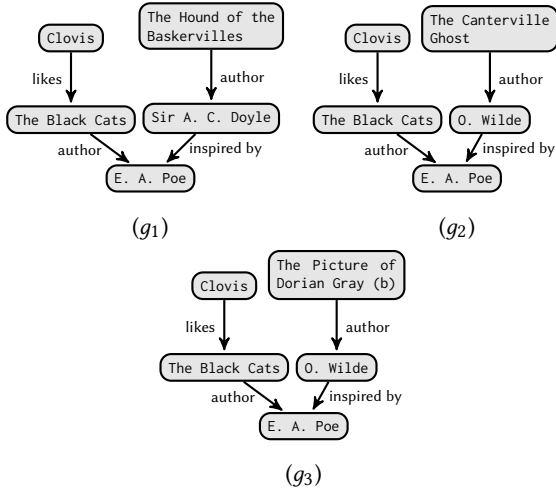 Clovis
The Hound of the
Baskervilles
likes
author
The Black Cats
Sir A. C. Doyle
author
inspired by
E. A. Poe
(g1)
Clovis
The Canterville
Ghost
likes
author
The Black Cats
O. Wilde
author
inspired by
E. A. Poe
(g2)
Clovis
The Picture of
Dorian Gray (b)
likes
author
The Black Cats
O. Wilde
author
inspired by
E. A. Poe
(g3)